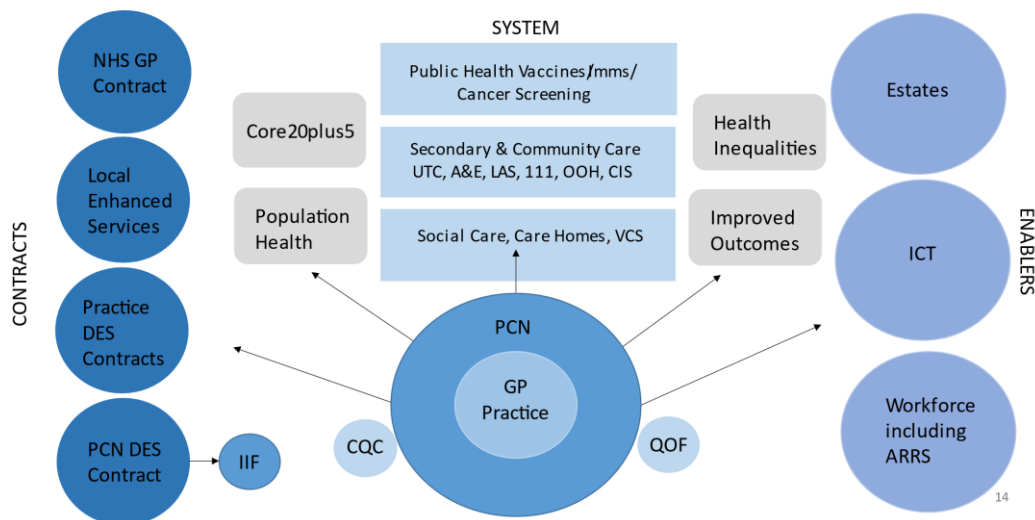 CONTRACTS
NHS GP
Contract
Local
Enhanced
Services
Practice
DES
Contracts
PCN DES
Contract
IIF
Core20plus5
Population
Health
SYSTEM
Public Health Vaccines/mms/
Cancer Screening
Secondary & Community Care
UTC, A&E, LAS, 111, OOH, CIS
Social Care, Care Homes, VCS
PCN
GP
Practice
CQC
QOF
Health
Inequalities
Improved
Outcomes
Estates
ICT
Workforce
including
ARRS
ENABLERS
14